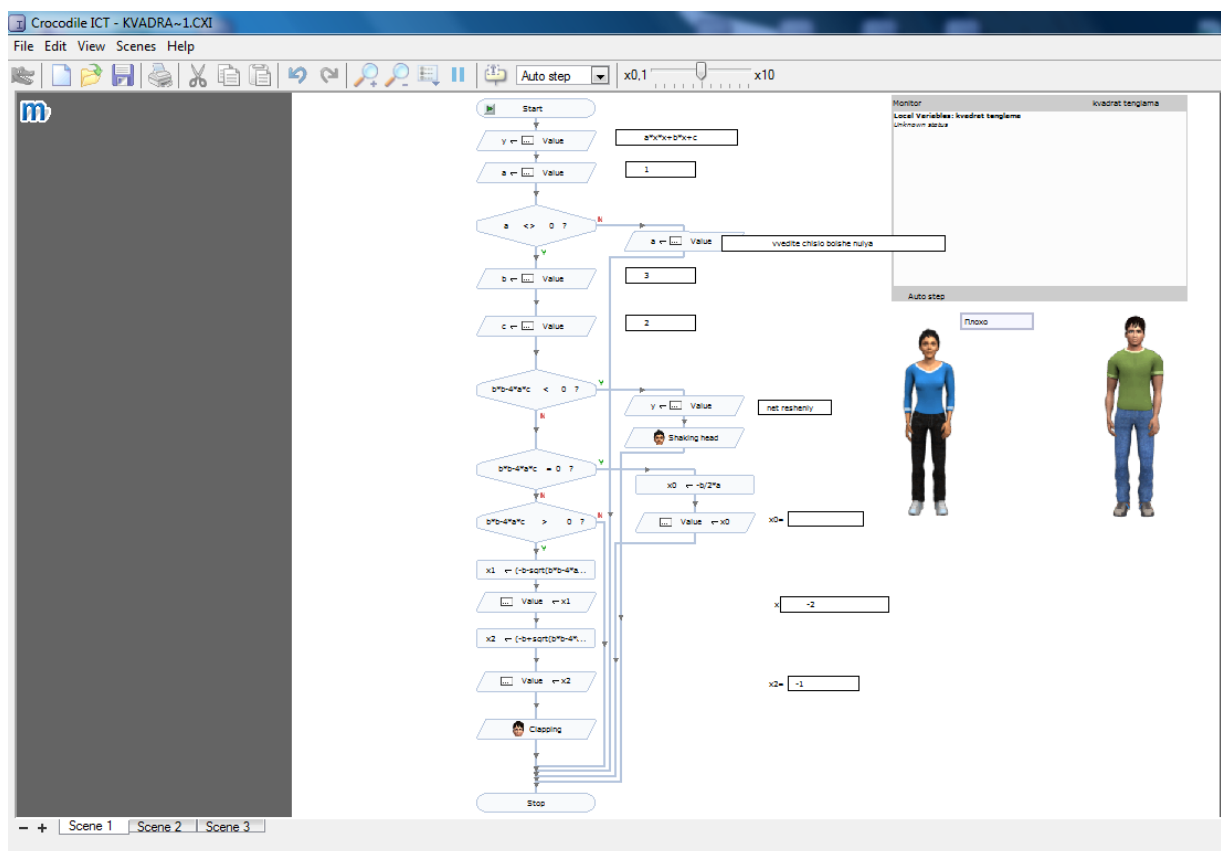 Crocodile ICT - KVADRA~1.CXI
File Edit View Scenes Help
Auto step x0,1 x10
m
Start
y ← ... Value a*x*x+b*x+c
a ← ... Value 1
a <> 0 ? N
a ← ... Value vvedite chislo bolshe nulya
Y
b ← ... Value 3
c ← ... Value 2
b*b-4*a*c < 0 ? Y
y ← ... Value net resheniy
N
Shaking head
b*b-4*a*c = 0 ? Y
x0 ← -b/2*a
N
b*b-4*a*c > 0 ? N
... Value ← x0 x0=
Y
x1 ← (-b-sqrt(b*b-4*a...
... Value ← x1 x -2
x2 ← (-b+sqrt(b*b-4*...
... Value ← x2 x2= -1
Clapping
Stop
Monitor kvadrat tenglama
Local Variables: kvadrat tenglama
Unknown status
Auto step
Плохо
Scene 1 Scene 2 Scene 3